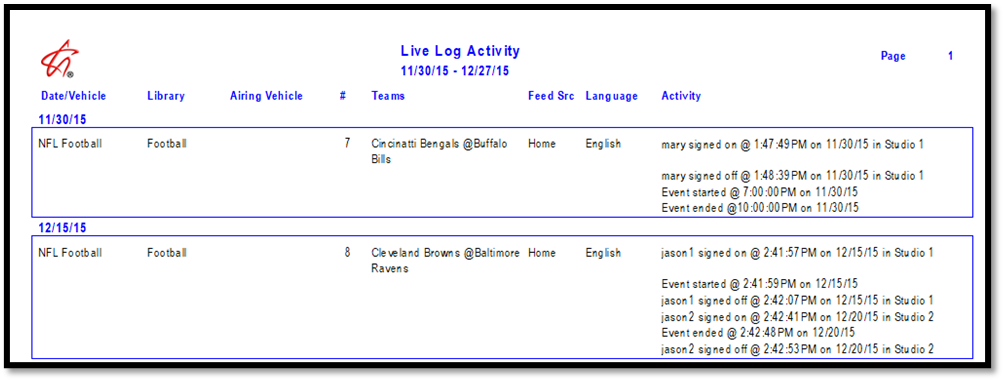 Live Log Activity
Page 1
11/30/15 - 12/27/15
Date/Vehicle Library Airing Vehicle # Teams Feed Src Language Activity
11/30/15
NFL Football Football 7 Cincinatti Bengals @Buffalo Home English mary signed on @ 1:47:49PM on 11/30/15 in Studio 1
Bills
mary signed off @ 1:48:39PM on 11/30/15 in Studio 1
Event started @ 7:00:00PM on 11/30/15
Event ended @10:00:00PM on 11/30/15
12/15/15
NFL Football Football 8 Cleveland Browns @Baltimore Home English jason1 signed on @ 2:41:57PM on 12/15/15 in Studio 1
Ravens
Event started @ 2:41:59PM on 12/15/15
jason1 signed off @ 2:42:07PM on 12/15/15 in Studio 1
jason2 signed on @ 2:42:41PM on 12/20/15 in Studio 2
Event ended @ 2:42:48PM on 12/20/15
jason2 signed off @ 2:42:53PM on 12/20/15 in Studio 2